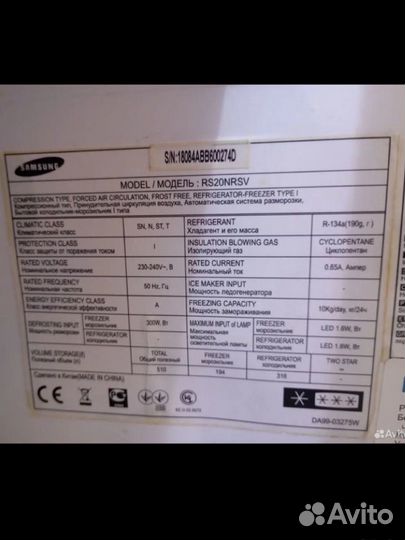 S/N:18084ABB600274D
SAMSUNG
MODEL / МОДЕЛЬ : RS20NRSV
COMPRESSION TYPE, FORCED AIR CIRCULATION, FROST FREE, REFRIGERATOR-FREEZER TYPE I
Компрессионный тип, Принудительная циркуляция воздуха, Автоматическая система разморозки,
Бытовой холодильник-морозильник I типа
CLIMATIC CLASS SN, N, ST, T REFRIGERANT R-134a(190g, г)
Климатический класс Хладагент и его масса
PROTECTION CLASS I INSULATION BLOWING GAS CYCLOPENTANE
Класс защиты от поражения током Изолирующий газ Циклопентан
RATED VOLTAGE 230-240V~, В RATED CURRENT 0.65A, Ампер
Номинальное напряжение Номинальный ток
RATED FREQUENCY 50 Hz, Гц ICE MAKER INPUT -
Номинальная частота Мощность ледогенератора
ENERGY EFFICIENCY CLASS A FREEZING CAPACITY 10Kg/day, кг/24ч
Класс энергетической эффективности Мощность замораживания
DEFROSTING INPUT FREEZER 300W, Вт MAXIMUM INPUT of LAMP FREEZER LED 1.6W, Вт
Мощность разморозки морозильник Максимальная мощность осветительной лампы морозильник
REFRIGERATOR - REFRIGERATOR LED 1.6W, Вт
холодильник холодильник
VOLUME STORAGE(ℓ) TOTAL FREEZER REFRIGERATOR TWO STAR
Полезный объем (л) Общий полезный морозильник холодильник --
510 194 316
Сделано в Китае(MADE IN CHINA)
CE
DA99-03275W
Avito
Avito